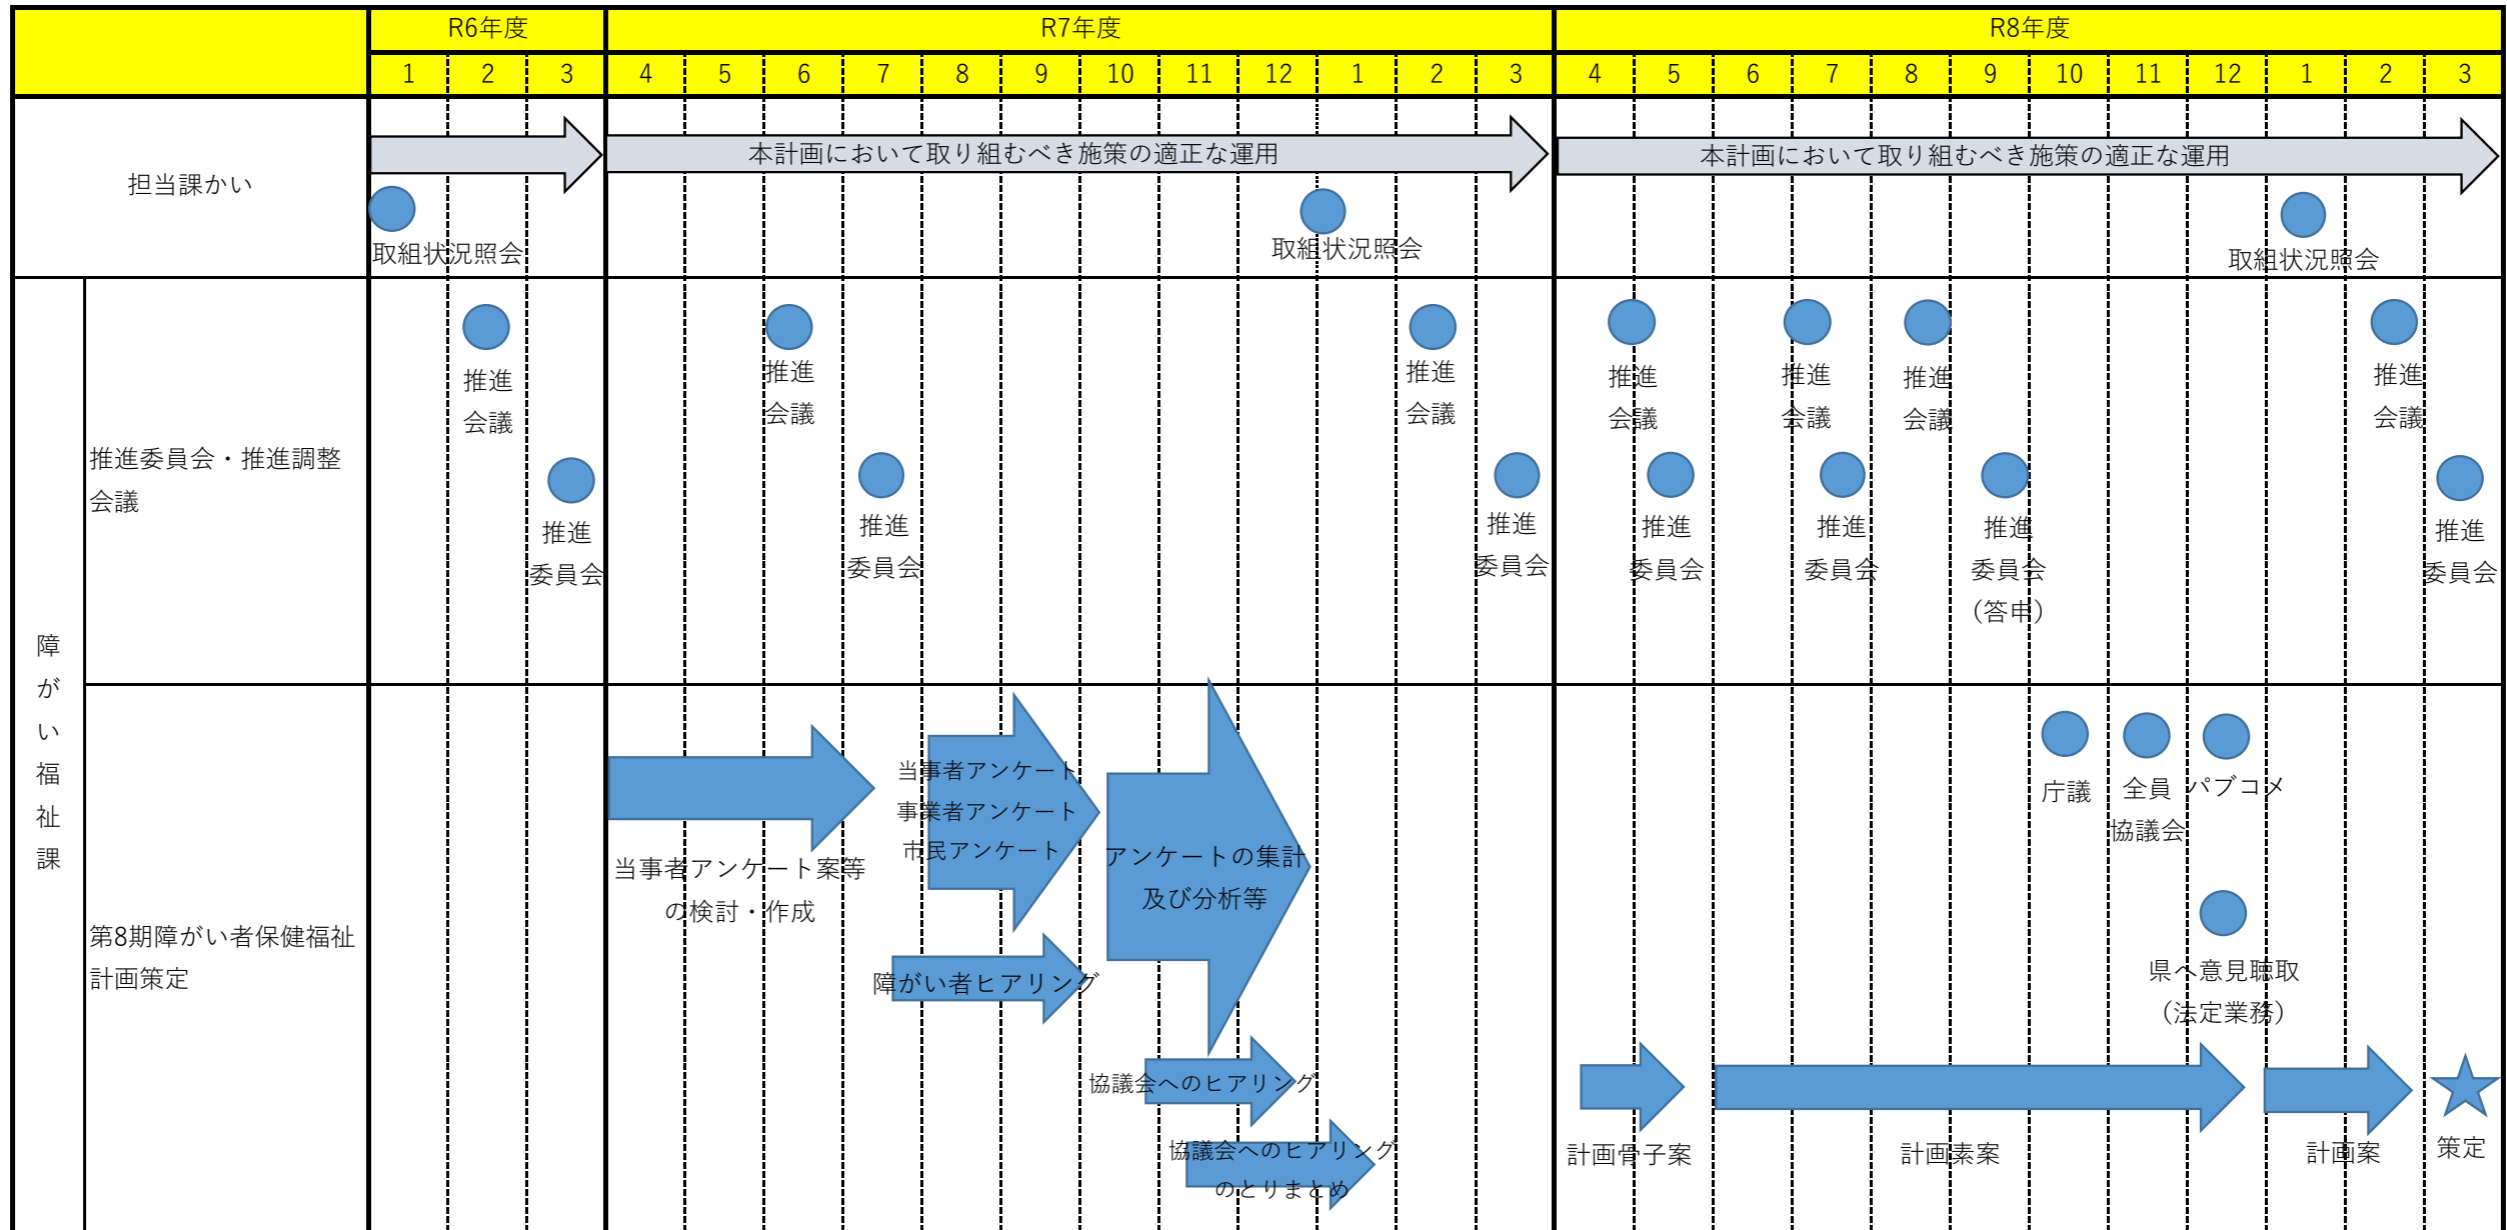 R6年度 R7年度 R8年度
1 2 3 4 5 6 7 8 9 10 11 12 1 2 3 4 5 6 7 8 9 10 11 12 1 2 3
担当課かい
本計画において取り組むべき施策の適正な運用
本計画において取り組むべき施策の適正な運用
取組状況照会
取組状況照会
取組状況照会
障がい福祉課
推進委員会・推進調整
会議
推進
会議
推進
会議
推進
会議
推進
会議
推進
会議
推進
会議
推進
会議
推進
委員会
推進
委員会
推進
委員会
推進
委員会
推進
委員会
推進
委員会
（答申）
推進
委員会
第8期障がい者保健福祉
計画策定
当事者アンケート案等
の検討・作成
当事者アンケート
事業者アンケート
市民アンケート
障がい者ヒアリング
アンケートの集計
及び分析等
協議会へのヒアリング
協議会へのヒアリング
のとりまとめ
庁議
全員
協議会
パブコメ
県へ意見聴取
（法定業務）
計画骨子案
計画素案
計画案
策定